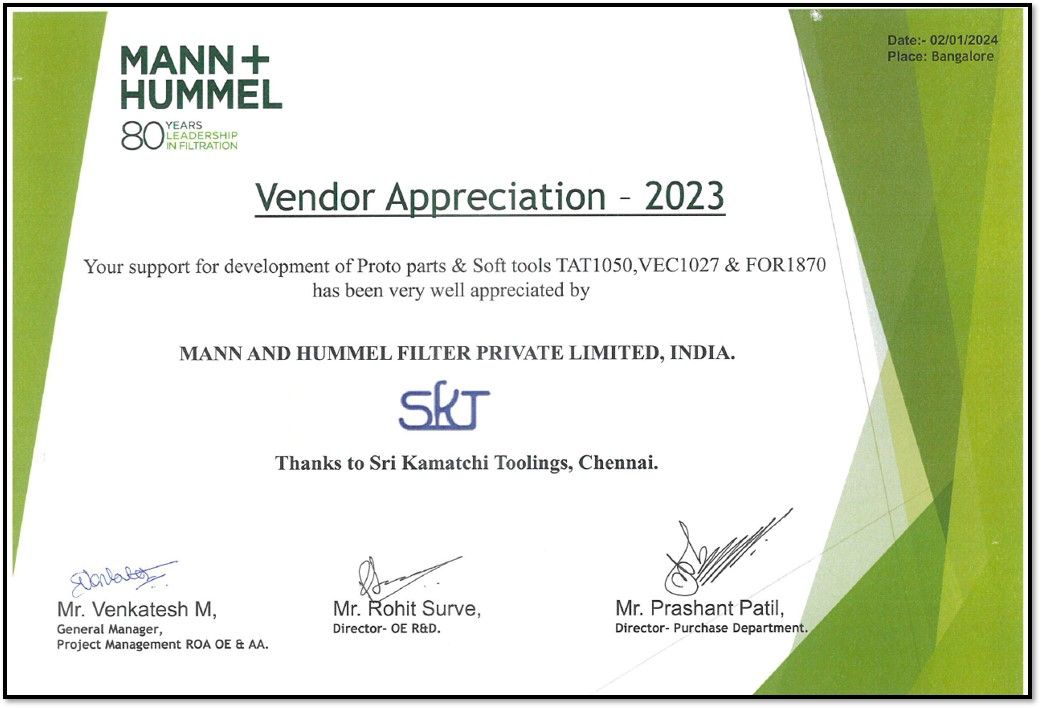 MANN+
HUMMEL
80 YEARS
LEADERSHIP
IN FILTRATION
Date:- 02/01/2024
Place: Bangalore
Vendor Appreciation – 2023
Your support for development of Proto parts & Soft tools TAT1050,VEC1027 & FOR1870
has been very well appreciated by
MANN AND HUMMEL FILTER PRIVATE LIMITED, INDIA.
SKT
Thanks to Sri Kamatchi Toolings, Chennai.
Mr. Venkatesh M,
General Manager,
Project Management ROA OE & AA.
Mr. Rohit Surve,
Director- OE R&D.
Mr. Prashant Patil,
Director- Purchase Department.